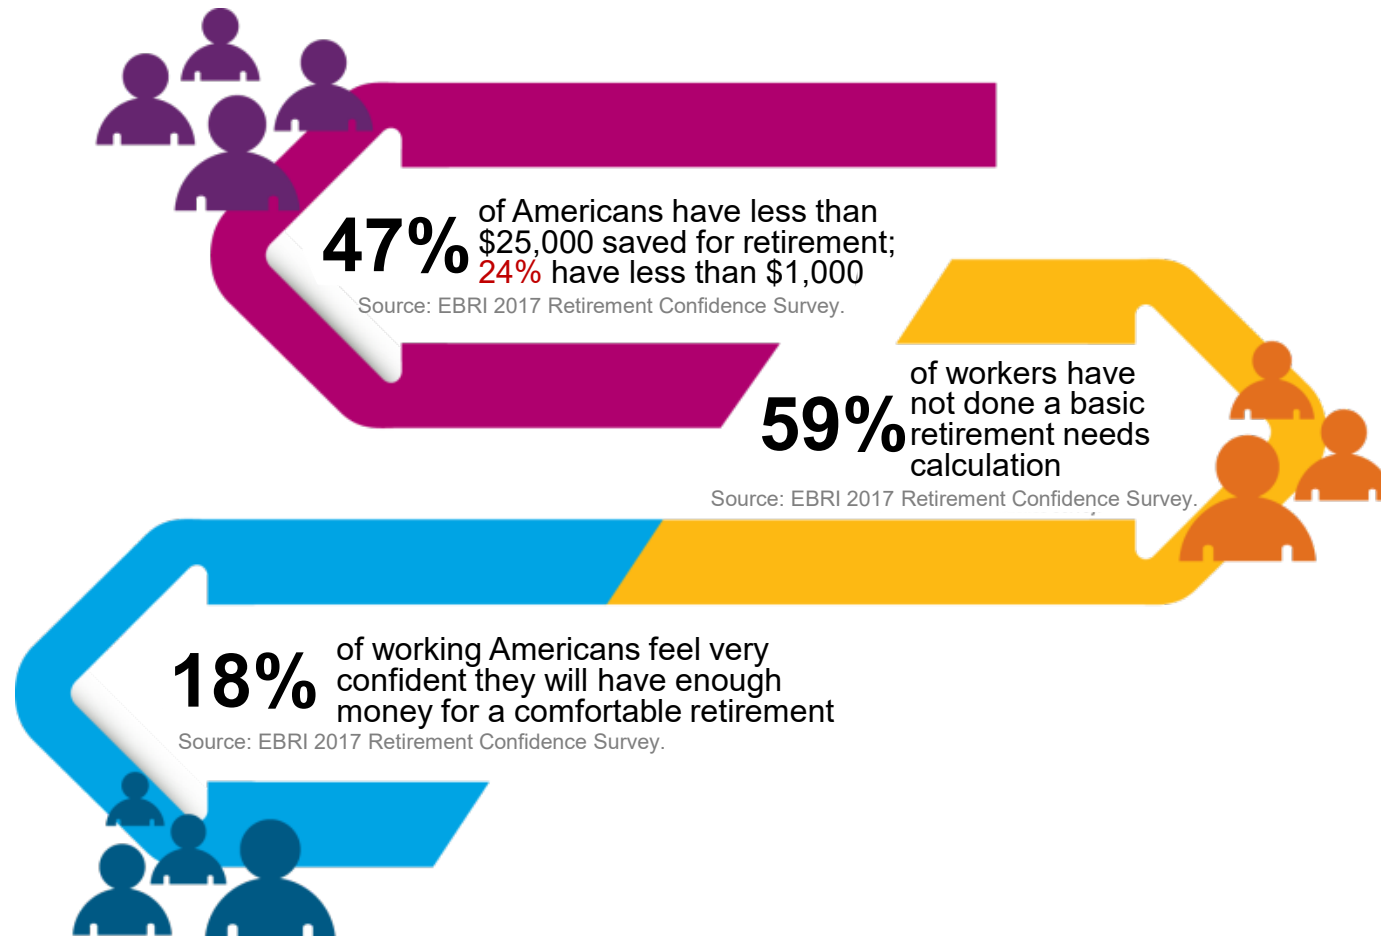 47%
of Americans have less than
$25,000 saved for retirement;
24% have less than $1,000
Source: EBRI 2017 Retirement Confidence Survey.
59%
of workers have
not done a basic
retirement needs
calculation
Source: EBRI 2017 Retirement Confidence Survey.
18%
of working Americans feel very
confident they will have enough
money for a comfortable retirement
Source: EBRI 2017 Retirement Confidence Survey.